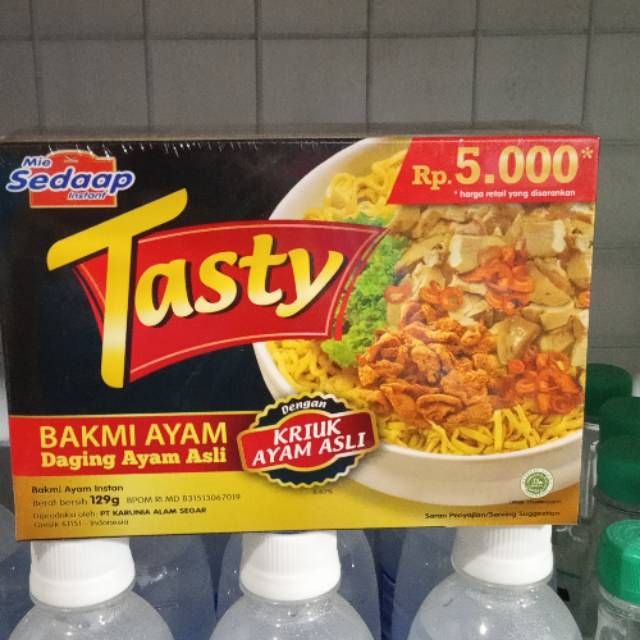 Mie
Sedaap
Instant
Rp. 5.000*
* harga retail yang disarankan
Tasty
Dengan
KRIUK
AYAM ASLI
BAKMI AYAM
Daging Ayam Asli
Bakmi Ayam Instan
Berat bersih 129g BPOM RI MD 831513067019
Diproduksi oleh: PT KARUNIA ALAM SEGAR
Gresik 61151 - Indonesia
Saran Penyajian/Serving Suggestion